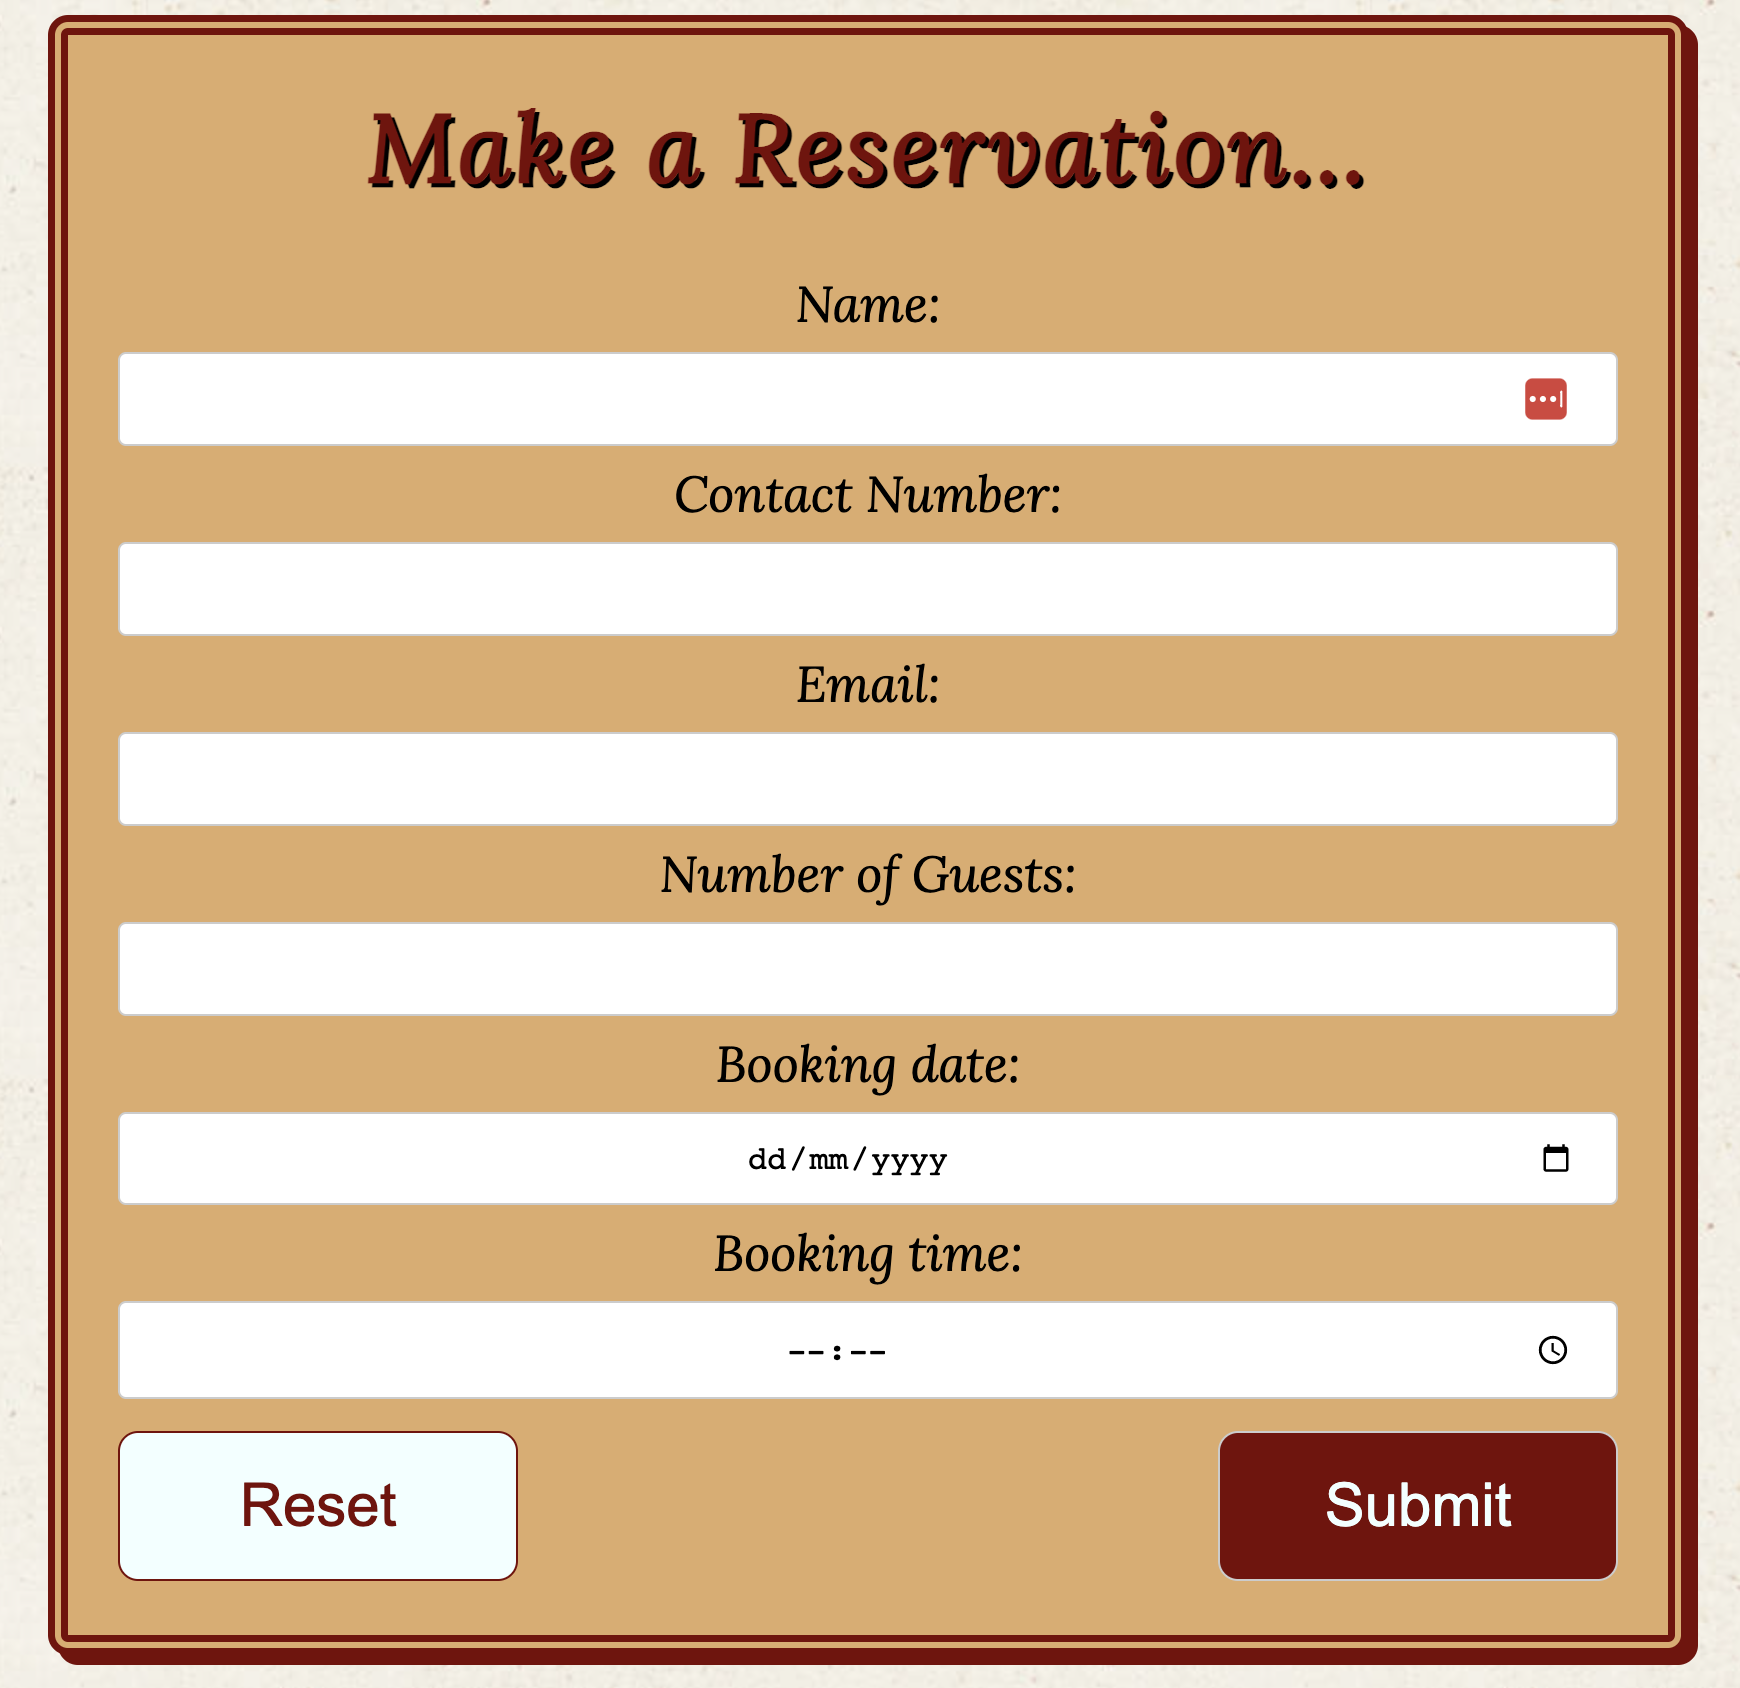 Make a Reservation...
Name:
Contact Number:
Email:
Number of Guests:
Booking date:
dd/mm/yyyy
Booking time:
--:--
Reset
Submit